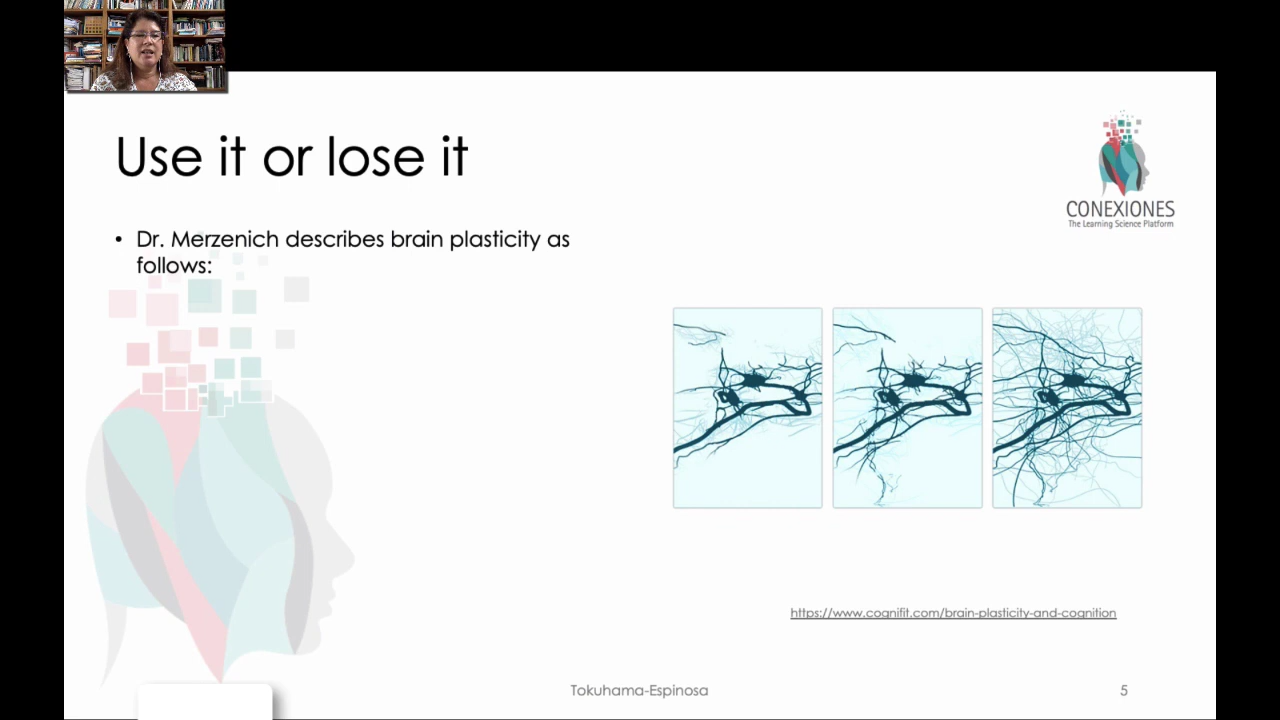 Use it or lose it
• Dr. Merzenich describes brain plasticity as
follows:
CONEXIONES
The Learning Science Platform
https://www.cognifit.com/brain-plasticity-and-cognition
Tokuhama-Espinosa
5